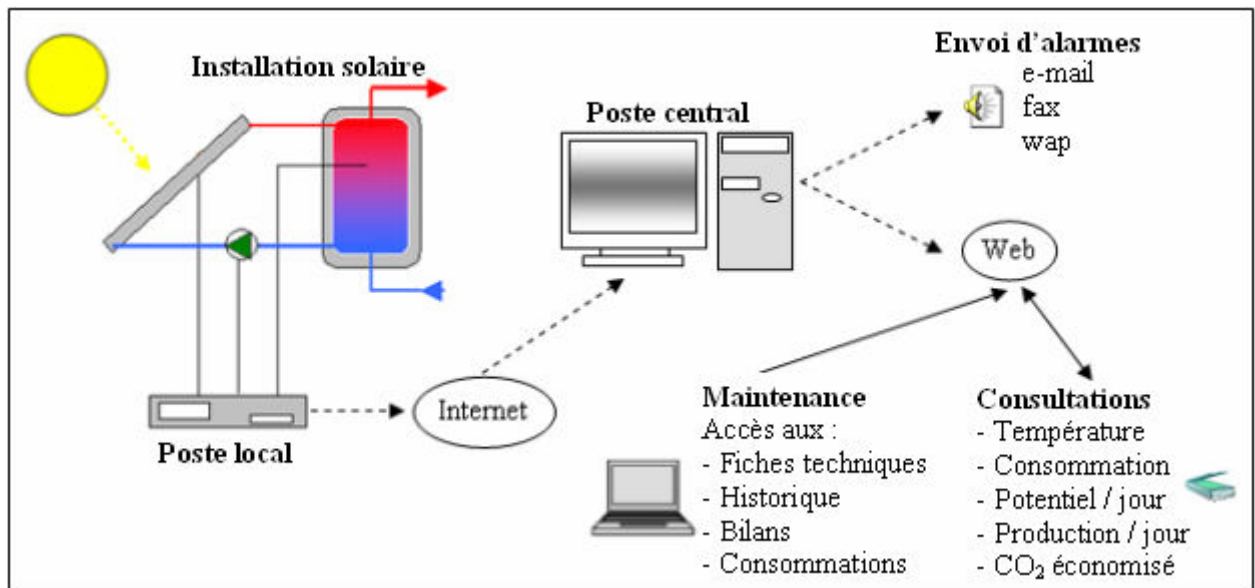 Installation solaire
Poste local
Internet
Poste central
Envoi d'alarmes
e-mail
fax
wap
Web
Maintenance
Accès aux :
- Fiches techniques
- Historique
- Bilans
- Consommations
Consultations
- Température
- Consommation
- Potentiel / jour
- Production / jour
- CO₂ économisé